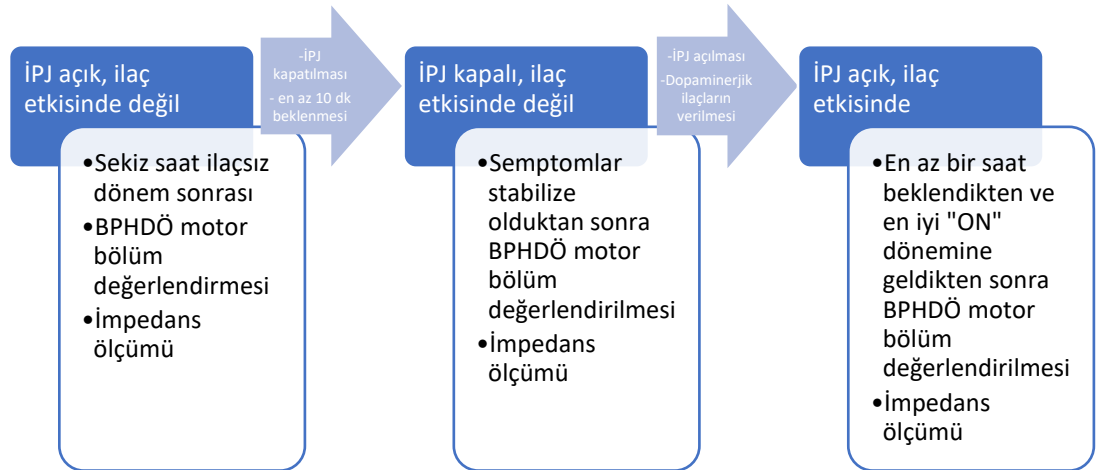 İPJ açık, ilaç
etkisinde değil
•Sekiz saat ilaçsız
dönem sonrası
•BPHDÖ motor
bölüm
değerlendirmesi
•İmpedans
ölçümü
-İPJ
kapatılması
- en az 10 dk
beklenmesi
İPJ kapalı, ilaç
etkisinde değil
•Semptomlar
stabilize
olduktan sonra
BPHDÖ motor
bölüm
değerlendirilmesi
•İmpedans
ölçümü
-İPJ açılması
-Dopaminerjik
ilaçların
verilmesi
İPJ açık, ilaç
etkisinde
•En az bir saat
beklendikten ve
en iyi "ON"
dönemine
geldikten sonra
BPHDÖ motor
bölüm
değerlendirilmesi
•İmpedans
ölçümü